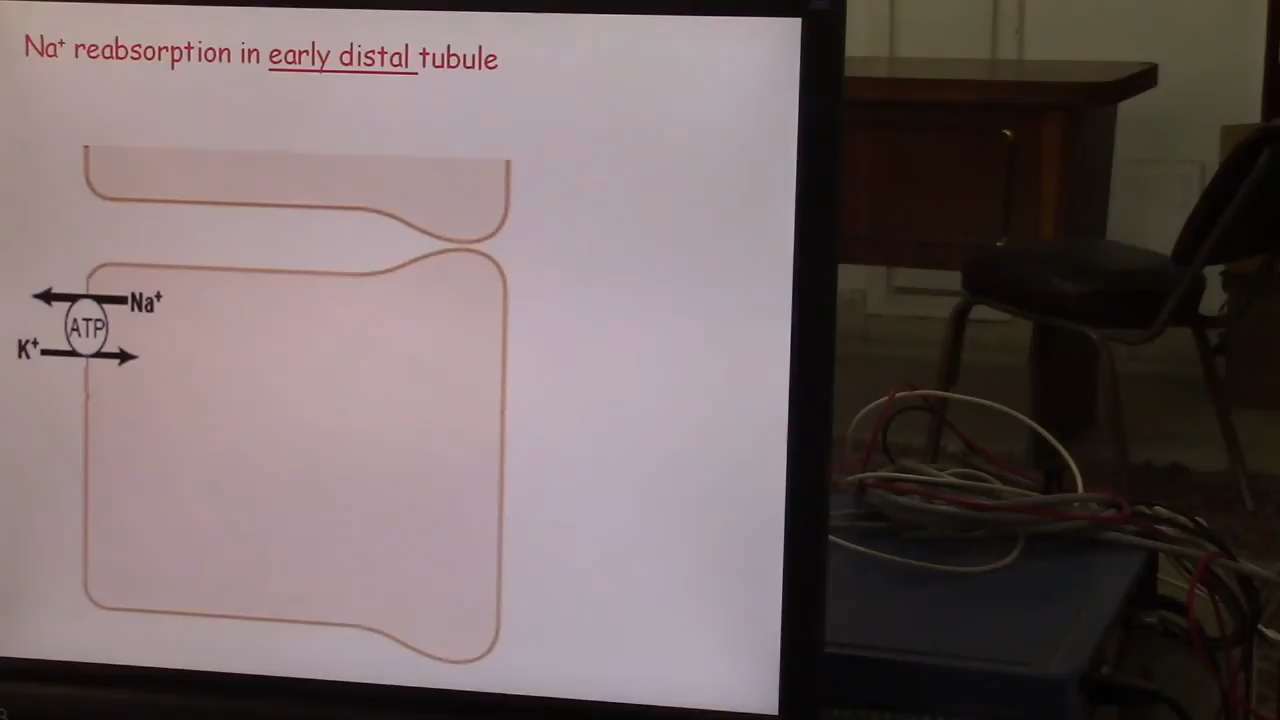 Na⁺ reabsorption in early distal tubule
Na⁺
ATP
K⁺